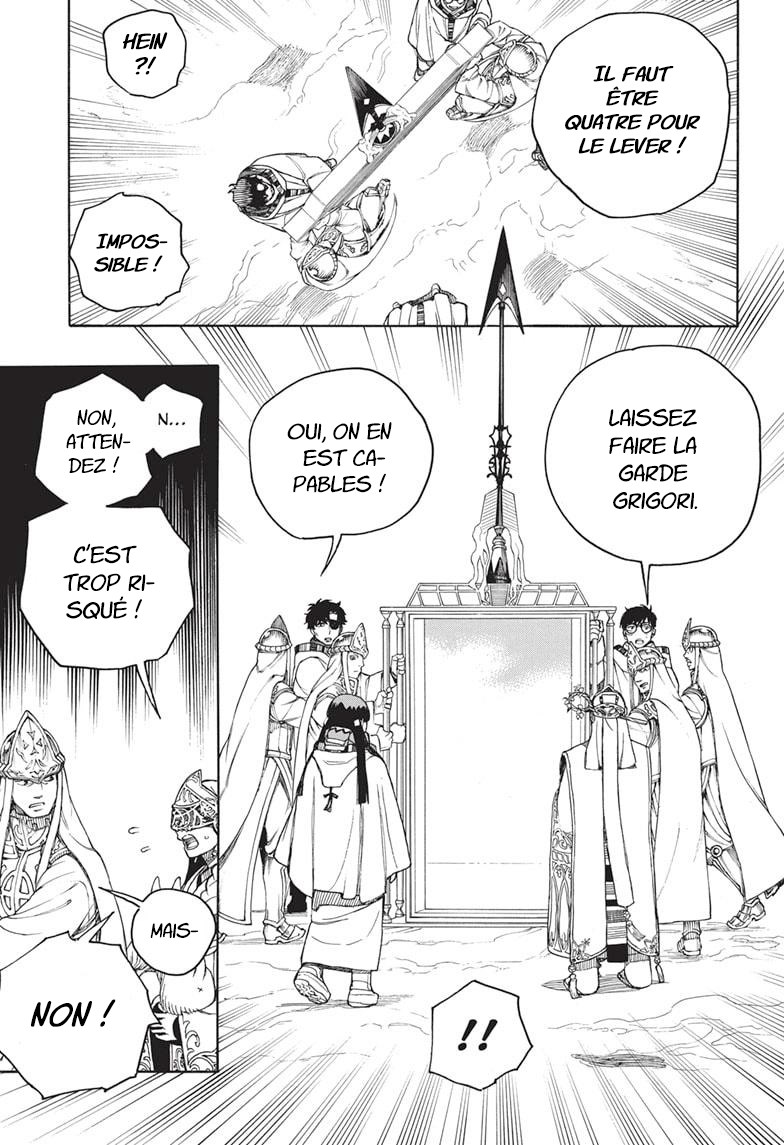 IL FAUT
ÊTRE
QUATRE POUR
LE LEVER !
HEIN
?!
IMPOS-
SIBLE !
LAISSEZ
FAIRE LA
GARDE
GRIGORI.
OUI, ON EN
EST CA-
PABLES !
!!
N...
NON,
ATTEN-
DEZ !
C'EST
TROP RI-
SQUÉ !
MAIS-
NON !